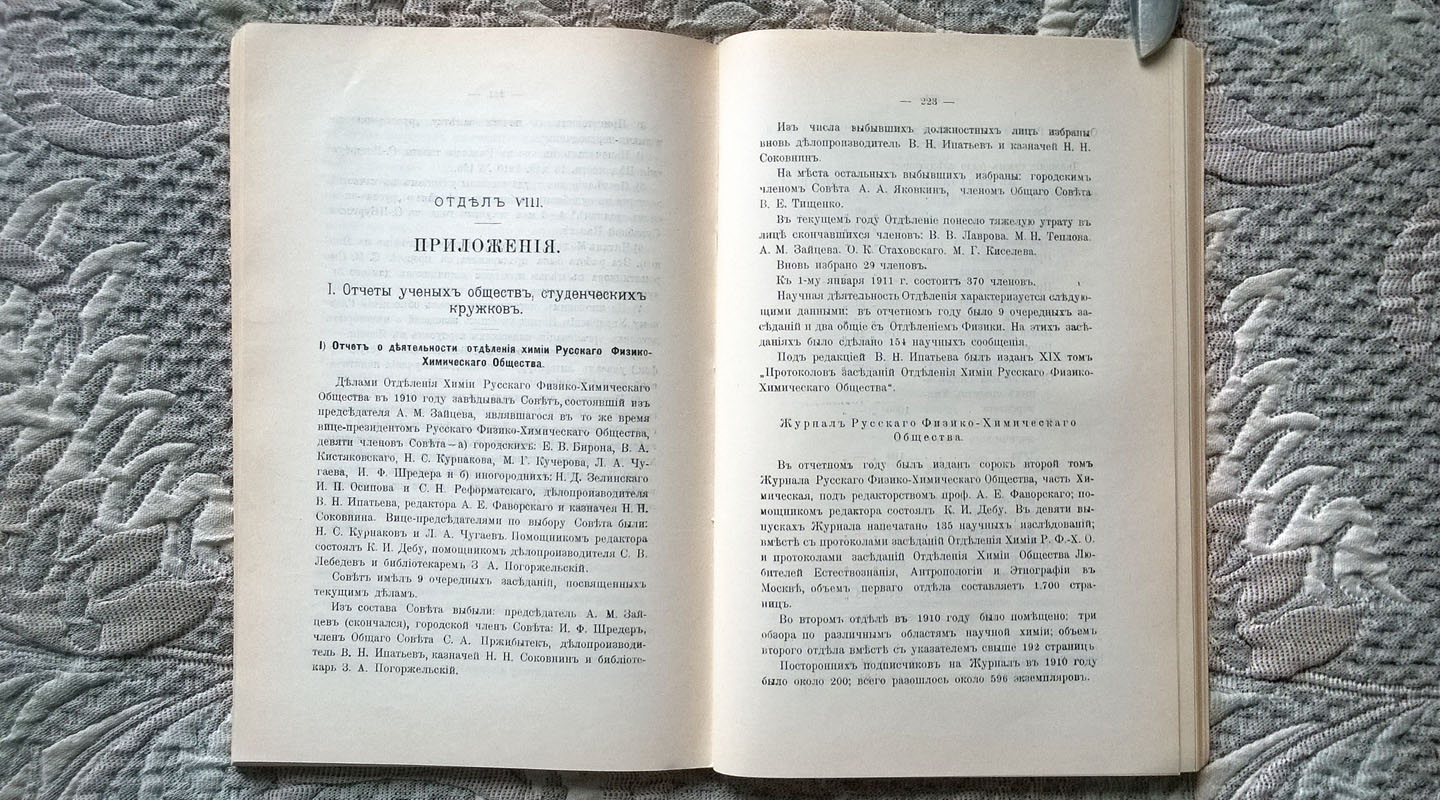 ОТДѢЛЪ VIII.
ПРИЛОЖЕНІЯ.
I. Отчеты ученыхъ обществъ, студенческихъ
кружковъ.
I) Отчетъ о дѣятельности отдѣленія химіи Русскаго Физико-
Химическаго Общества.
Дѣлами Отдѣленія Химіи Русскаго Физико-Химическаго
Общества въ 1910 году завѣдывалъ Совѣтъ, состоявшій изъ
предсѣдателя А. М. Зайцева, являвшагося въ то же время
вице-президентомъ Русскаго Физико-Химическаго Общества,
девяти членовъ Совѣта—а) городскихъ: Е. В. Бирона, В. А.
Кистяковскаго, Н. С. Курнакова, М. Г. Кучерова, Л. А. Чу-
гаева, И. Ф. Шредера и б) иногороднихъ: Н. Д. Зелинскаго
И. П. Осипова и С. Н. Реформатскаго, дѣлопроизводителя
В. Н. Ипатьева, редактора А. Е. Фаворскаго и казначея Н. Н.
Соковнина. Вице-предсѣдателями по выбору Совѣта были:
Н. С. Курнаковъ и Л. А. Чугаевъ. Помощникомъ редактора
состоялъ К. И. Дебу, помощникомъ дѣлопроизводителя С. В.
Лебедевъ и библіотекаремъ З А. Погоржельскій.
Совѣтъ имѣлъ 9 очередныхъ засѣданій, посвященныхъ
текущимъ дѣламъ.
Изъ состава Совѣта выбыли: предсѣдатель А. М. Зай-
цевъ (скончался), городской членъ Совѣта: И. Ф. Шредеръ,
членъ Общаго Совѣта С. А. Пржибытекъ, дѣлопроизводи-
тель В. Н. Ипатьевъ, казначей Н. Н. Соковнинъ и библіоте-
карь З. А. Погоржельскій.
— 223 —
Изъ числа выбывшихъ должностныхъ лицъ избраны
вновь дѣлопроизводитель В. Н. Ипатьевъ и казначей Н. Н.
Соковнинъ.
На мѣста остальныхъ выбывшихъ избраны: городскимъ
членомъ Совѣта А. А. Яковкинъ, членомъ Общаго Совѣта
В. Е. Тищенко.
Въ текущемъ году Отдѣленіе понесло тяжелую утрату въ
лицѣ скончавшихся членовъ: В. В. Лаврова. М. Н. Теплова.
А. М. Зайцева. О. К. Стаховскаго. М. Г. Киселева.
Вновь избрано 29 членовъ.
Къ 1-му января 1911 г. состоитъ 370 членовъ.
Научная дѣятельность Отдѣленія характеризуется слѣдую-
щими данными: въ отчетномъ году было 9 очередныхъ за-
сѣданій и два общіе съ Отдѣленіемъ Физики. На этихъ засѣ-
даніяхъ было сдѣлано 154 научныхъ сообщенія.
Подъ редакціей В. Н. Ипатьева былъ изданъ XIX томъ
„Протоколовъ засѣданій Отдѣленія Химіи Русскаго Физико-
Химическаго Общества“.
Журналъ Русскаго Физико-Химическаго
Общества.
Въ отчетномъ году былъ изданъ сорокъ второй томъ
Журнала Русскаго Физико-Химическаго Общества, часть Хи-
мическая, подъ редакторствомъ проф. А. Е. Фаворскаго; по-
мощникомъ редактора состоялъ К. И. Дебу. Въ девяти вы-
пускахъ Журнала напечатано 135 научныхъ изслѣдованій;
вмѣстѣ съ протоколами засѣданій Отдѣленія Химіи Р. Ф.-Х. О.
и протоколами засѣданій Отдѣленія Химіи Общества Лю-
бителей Естествознанія, Антропологіи и Этнографіи въ
Москвѣ, объемъ перваго отдѣла составляетъ 1.700 стра-
ницъ.
Во второмъ отдѣлѣ въ 1910 году было помѣщено: три
обзора по различнымъ областямъ научной химіи; объемъ
второго отдѣла вмѣстѣ съ указателемъ свыше 192 страницъ
Постороннихъ подписчиковъ на Журналъ въ 1910 году
было около 200; всего разошлось около 596 экземпляровъ.